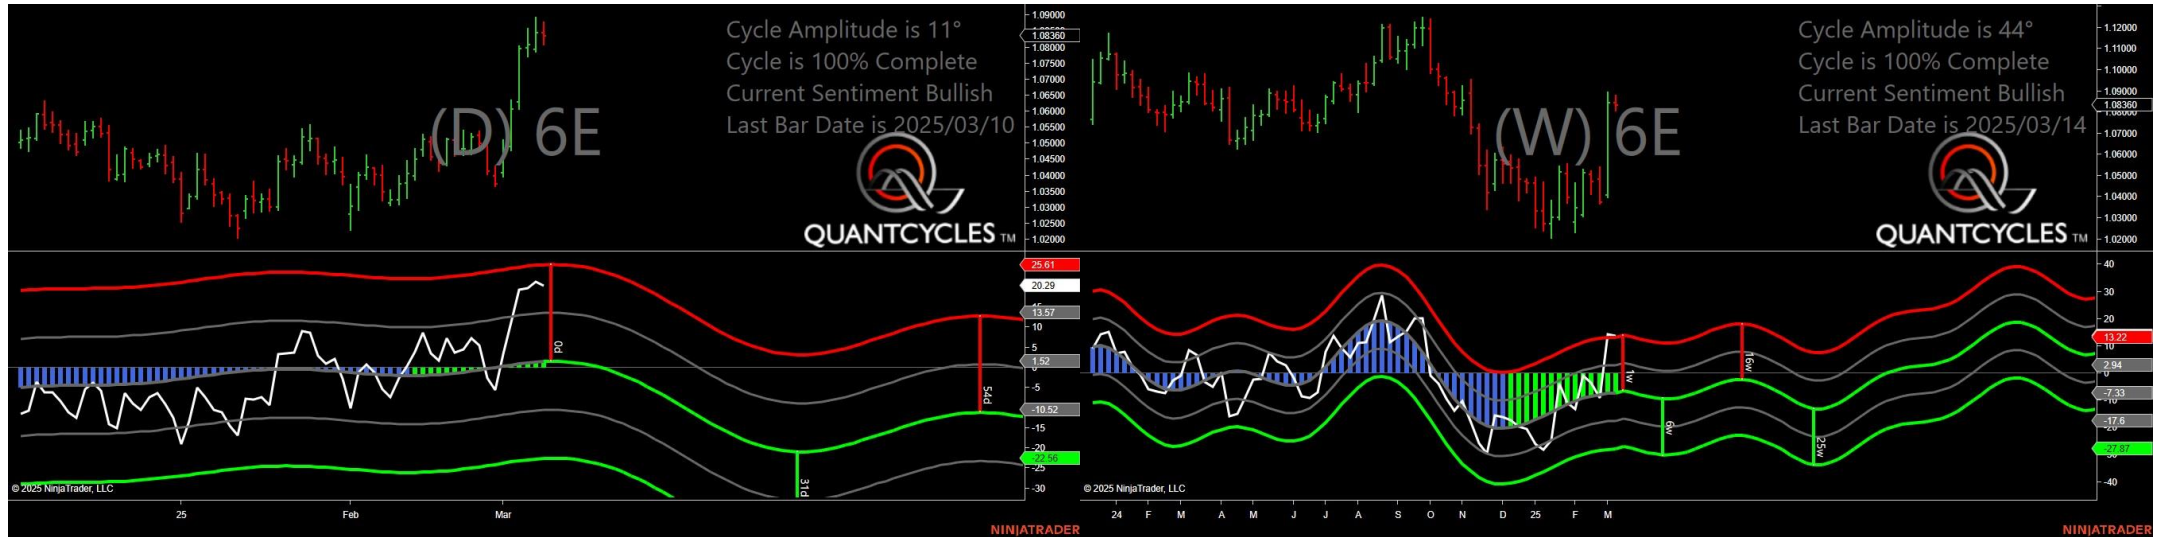 Cycle Amplitude is 11°
Cycle is 100% Complete
Current Sentiment Bullish
Last Bar Date is 2025/03/10
(D) 6E
QUANTCYCLES TM
1.09000
1.08360
1.08000
1.07500
1.07000
1.06500
1.06000
1.05500
1.05000
1.04500
1.04000
1.03500
1.03000
1.02500
1.02000
25.61
20.29
13.57
10
5
1.52
-5
-10.52
-15
-20
-22.56
-25
-30
0d
54d
31d
© 2025 NinjaTrader, LLC
25
Feb
Mar
NINJATRADER
Cycle Amplitude is 44°
Cycle is 100% Complete
Current Sentiment Bullish
Last Bar Date is 2025/03/14
(W) 6E
QUANTCYCLES TM
1.12000
1.11000
1.10000
1.09000
1.08360
1.07000
1.06000
1.05000
1.04000
1.03000
1.02000
40
30
20
13.22
10
2.94
0
-7.33
-17.6
-27.87
-40
1w
16w
6w
25w
© 2025 NinjaTrader, LLC
24
F
M
A
M
J
J
A
S
O
N
D
25
F
M
NINJATRADER